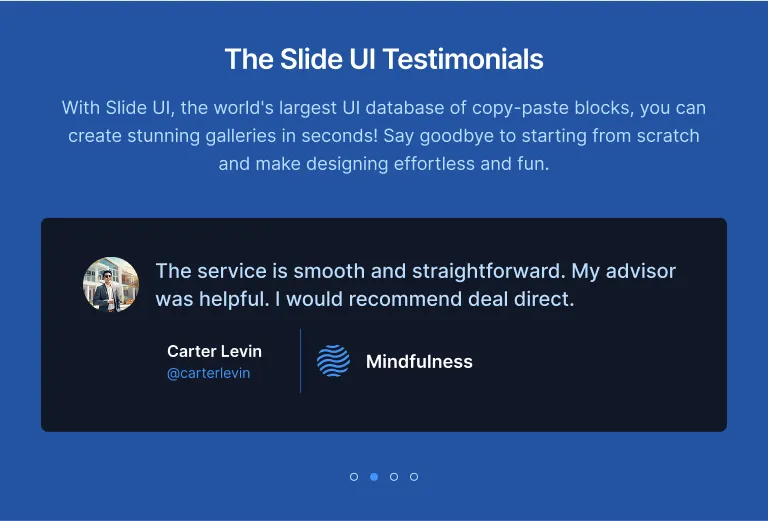 The Slide UI Testimonials
With Slide UI, the world's largest UI database of copy-paste blocks, you can
create stunning galleries in seconds! Say goodbye to starting from scratch
and make designing effortless and fun.
The service is smooth and straightforward. My advisor
was helpful. I would recommend deal direct.
Carter Levin
@carterlevin
Mindfulness